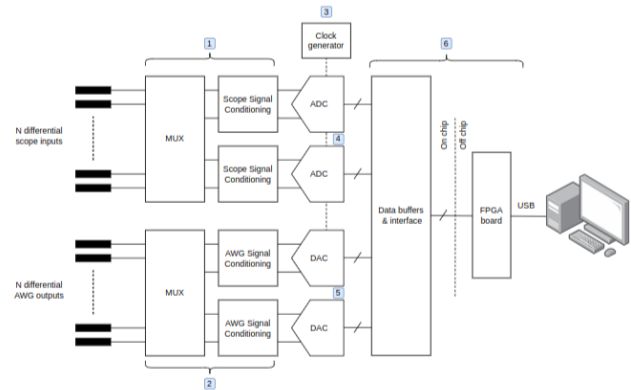 3
Clock
generator
1
6
N differential
scope inputs
MUX
Scope Signal
Conditioning
ADC
4
Scope Signal
Conditioning
ADC
On chip
Off chip
Data buffers
& interface
FPGA
board
USB
N differential
AWG outputs
MUX
AWG Signal
Conditioning
DAC
5
AWG Signal
Conditioning
DAC
2